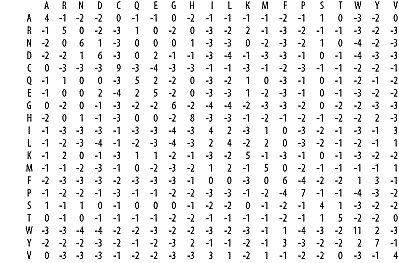 A R N D C Q E G H I L K M F P S T W Y V
A 4 -1 -2 -2 0 -1 -1 0 -2 -1 -1 -1 -1 -2 -1 1 0 -3 -2 0
R -1 5 0 -2 -3 1 0 -2 0 -3 -2 2 -1 -3 -2 -1 -1 -3 -2 -3
N -2 0 6 1 -3 0 0 0 1 -3 -3 0 -2 -3 -2 1 0 -4 -2 -3
D -2 -2 1 6 -3 0 2 -1 -1 -3 -4 -1 -3 -3 -1 0 -1 -4 -3 -3
C 0 -3 -3 -3 9 -3 -4 -3 -3 -1 -1 -3 -1 -2 -3 -1 -1 -2 -2 -1
Q -1 1 0 0 -3 5 2 -2 0 -3 -2 1 0 -3 -1 0 -1 -2 -1 -2
E -1 0 0 2 -4 2 5 -2 0 -3 -3 1 -2 -3 -1 0 -1 -3 -2 -2
G 0 -2 0 -1 -3 -2 -2 6 -2 -4 -4 -2 -3 -3 -2 0 -2 -2 -3 -3
H -2 0 1 -1 -3 0 0 -2 8 -3 -3 -1 -2 -1 -2 -1 -2 -2 2 -3
I -1 -3 -3 -3 -1 -3 -3 -4 -3 4 2 -3 1 0 -3 -2 -1 -3 -1 3
L -1 -2 -3 -4 -1 -2 -3 -4 -3 2 4 -2 2 0 -3 -2 -1 -2 -1 1
K -1 2 0 -1 -3 1 1 -2 -1 -3 -2 5 -1 -3 -1 0 -1 -3 -2 -2
M -1 -1 -2 -3 -1 0 -2 -3 -2 1 2 -1 5 0 -2 -1 -1 -1 -1 1
F -2 -3 -3 -3 -2 -3 -3 -3 -1 0 0 -3 0 6 -4 -2 -2 1 3 -1
P -1 -2 -2 -1 -3 -1 -1 -2 -2 -3 -3 -1 -2 -4 7 -1 -1 -4 -3 -2
S 1 -1 1 0 -1 0 0 0 -1 -2 -2 0 -1 -2 -1 4 1 -3 -2 -2
T 0 -1 0 -1 -1 -1 -1 -2 -2 -1 -1 -1 -1 -2 -1 1 5 -2 -2 0
W -3 -3 -4 -4 -2 -2 -3 -2 -2 -3 -2 -3 -1 1 -4 -3 -2 11 2 -3
Y -2 -2 -2 -3 -2 -1 -2 -3 2 -1 -1 -2 -1 3 -3 -2 -2 2 7 -1
V 0 -3 -3 -3 -1 -2 -2 -3 -3 3 1 -2 1 -1 -2 -2 0 -3 -1 4